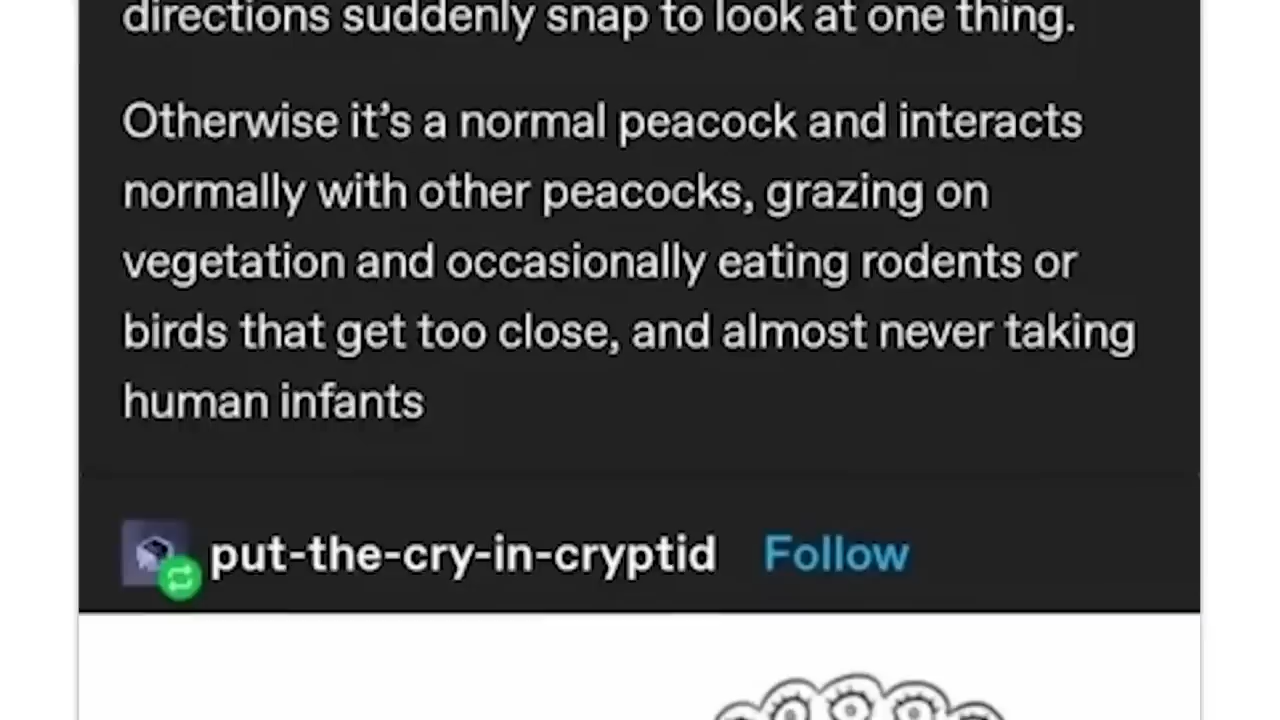 directions suddenly snap to look at one thing.
Otherwise it’s a normal peacock and interacts
normally with other peacocks, grazing on
vegetation and occasionally eating rodents or
birds that get too close, and almost never taking
human infants
put-the-cry-in-cryptid Follow